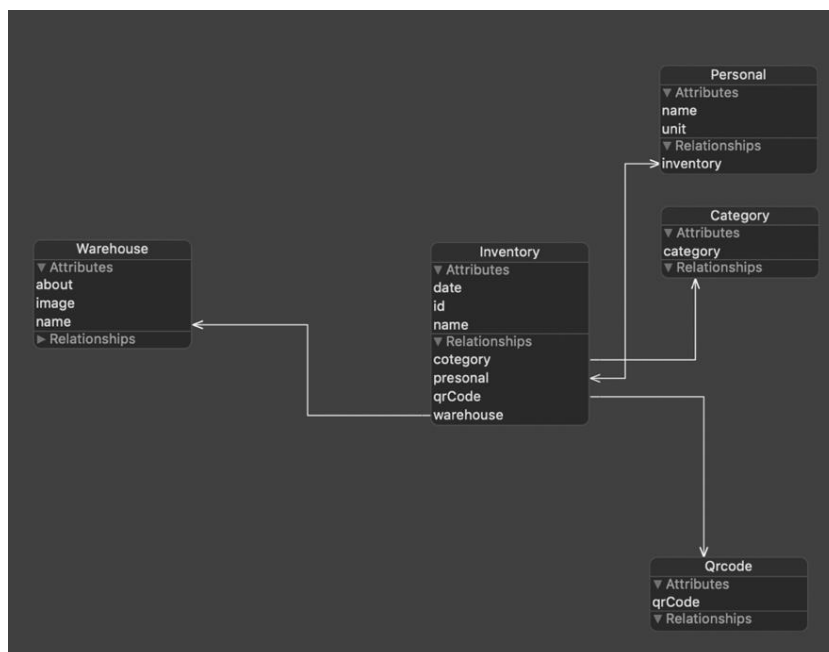 Personal
Attributes
name
unit
Relationships
inventory
Category
Attributes
category
Relationships
Warehouse
Attributes
about
image
name
Relationships
Inventory
Attributes
date
id
name
Relationships
cotegory
presonal
qrCode
warehouse
Qrcode
Attributes
qrCode
Relationships